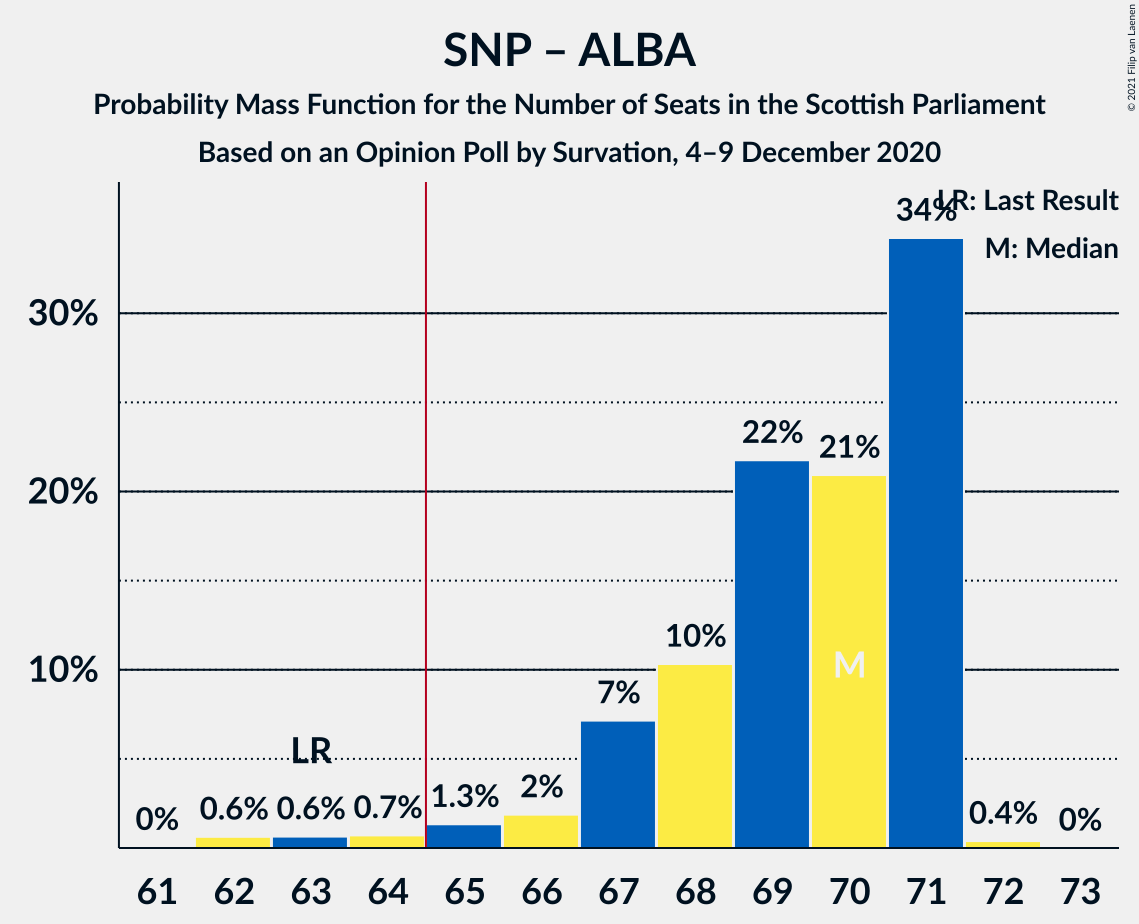 SNP – ALBA
Probability Mass Function for the Number of Seats in the Scottish Parliament
Based on an Opinion Poll by Survation, 4–9 December 2020
© 2021 Filip van Laenen
LR: Last Result
M: Median
34%
30%
22%
21%
20%
10%
M
10%
7%
LR
2%
1.3%
0.7%
0.6%
0.6%
0%
0.4%
0%
61 62 63 64 65 66 67 68 69 70 71 72 73